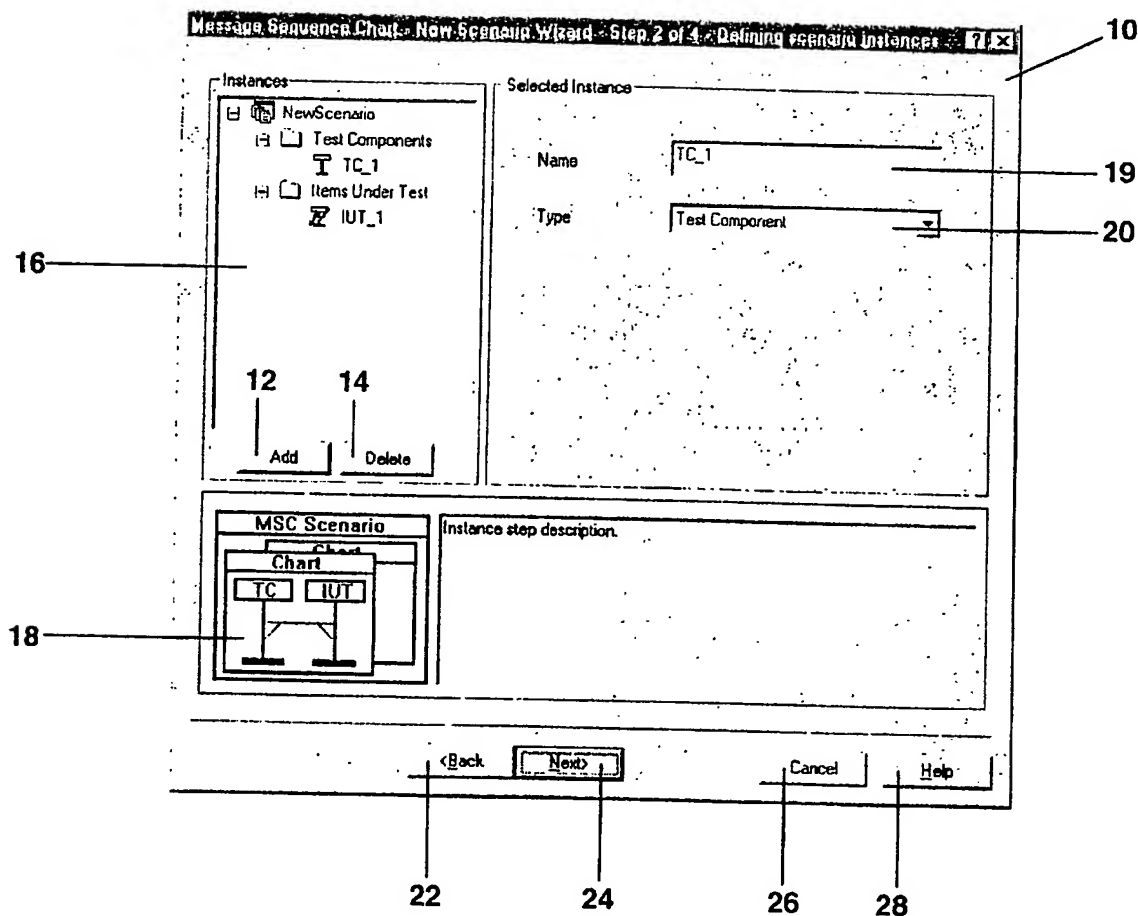 Message Sequence Chart - New Scenario Wizard - Step 2 of 4 - Defining scenario instances
10
Instances
NewScenario
Test Components
TC_1
Items Under Test
IUT_1
16
12
14
Add
Delete
Selected Instance
Name
TC_1
19
Type
Test Component
20
MSC Scenario
Chart
Chart
TC
IUT
18
Instance step description.
<Back
Next>
Cancel
Help
22
24
26
28